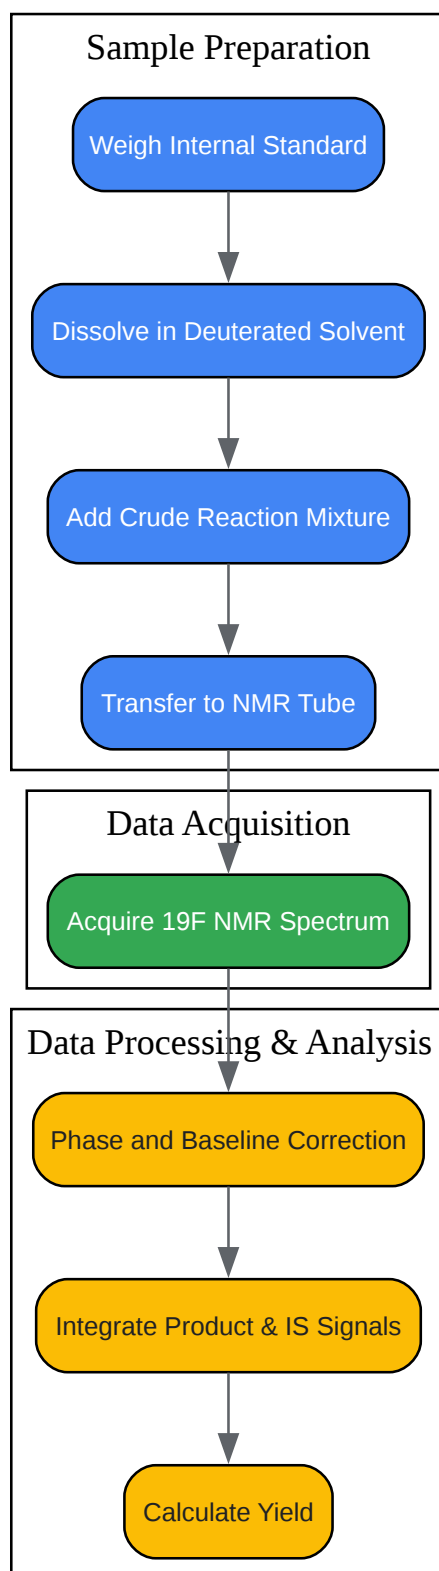 Sample Preparation
Weigh Internal Standard
Dissolve in Deuterated Solvent
Add Crude Reaction Mixture
Transfer to NMR Tube
Data Acquisition
Acquire 19F NMR Spectrum
Data Processing & Analysis
Phase and Baseline Correction
Integrate Product & IS Signals
Calculate Yield